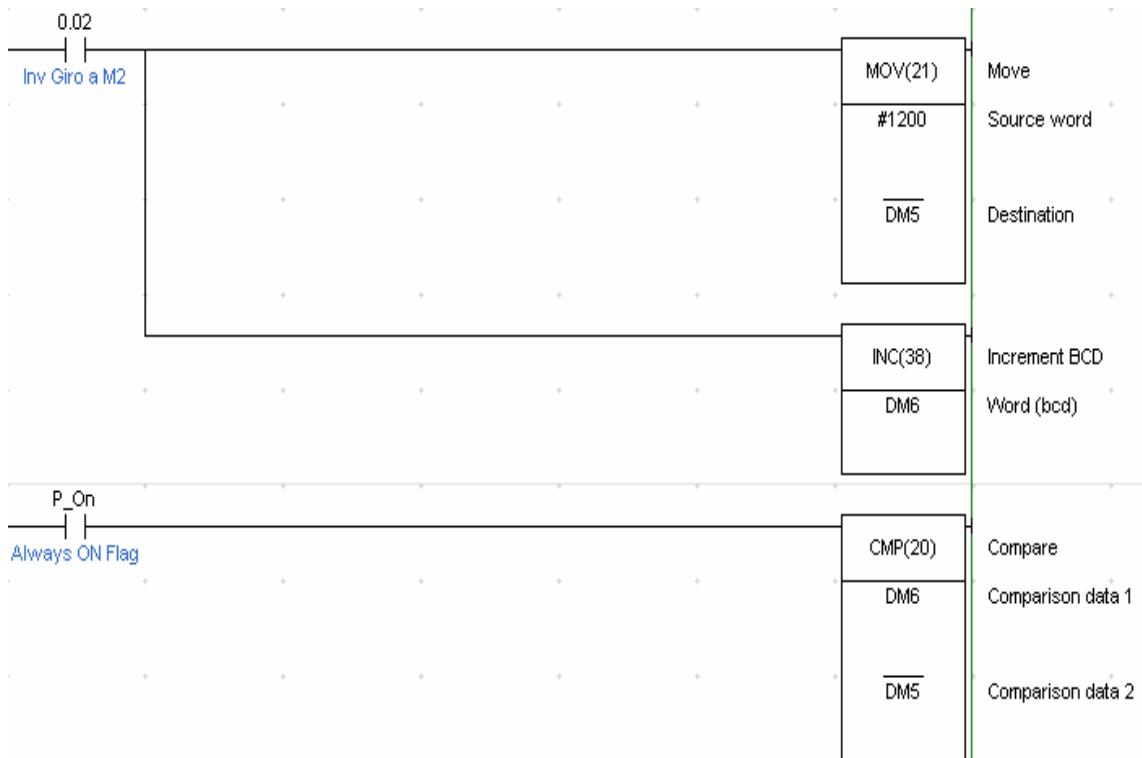 0.02
Inv Giro a M2
MOV(21) Move
#1200 Source word
DM5 Destination
INC(38) Increment BCD
DM6 Word (bcd)
P_On
Always ON Flag
CMP(20) Compare
DM6 Comparison data 1
DM5 Comparison data 2